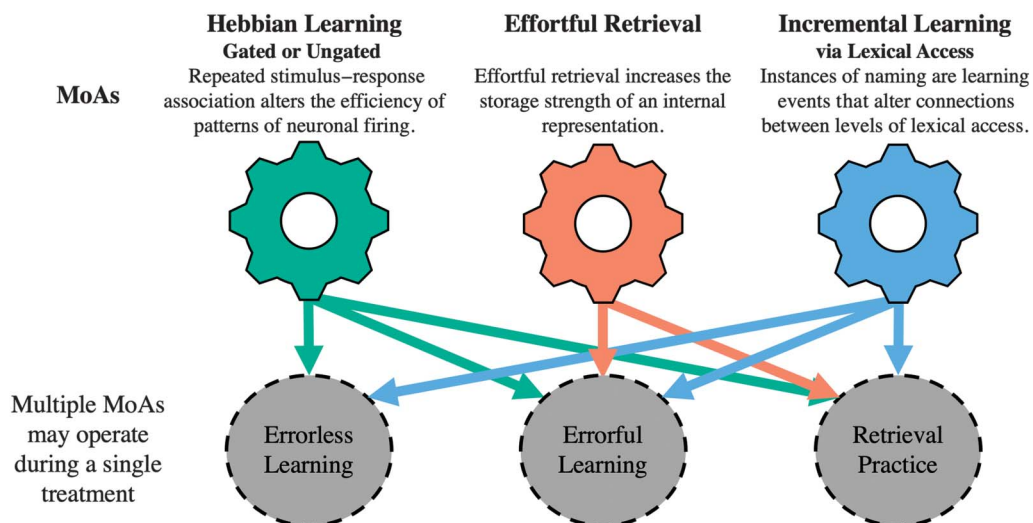 Hebbian Learning
Gated or Ungated
Repeated stimulus–response
association alters the efficiency of
patterns of neuronal firing.
Effortful Retrieval
Effortful retrieval increases the
storage strength of an internal
representation.
Incremental Learning
via Lexical Access
Instances of naming are learning
events that alter connections
between levels of lexical access.
MoAs
Multiple MoAs
may operate
during a single
treatment
Errorless
Learning
Errorful
Learning
Retrieval
Practice